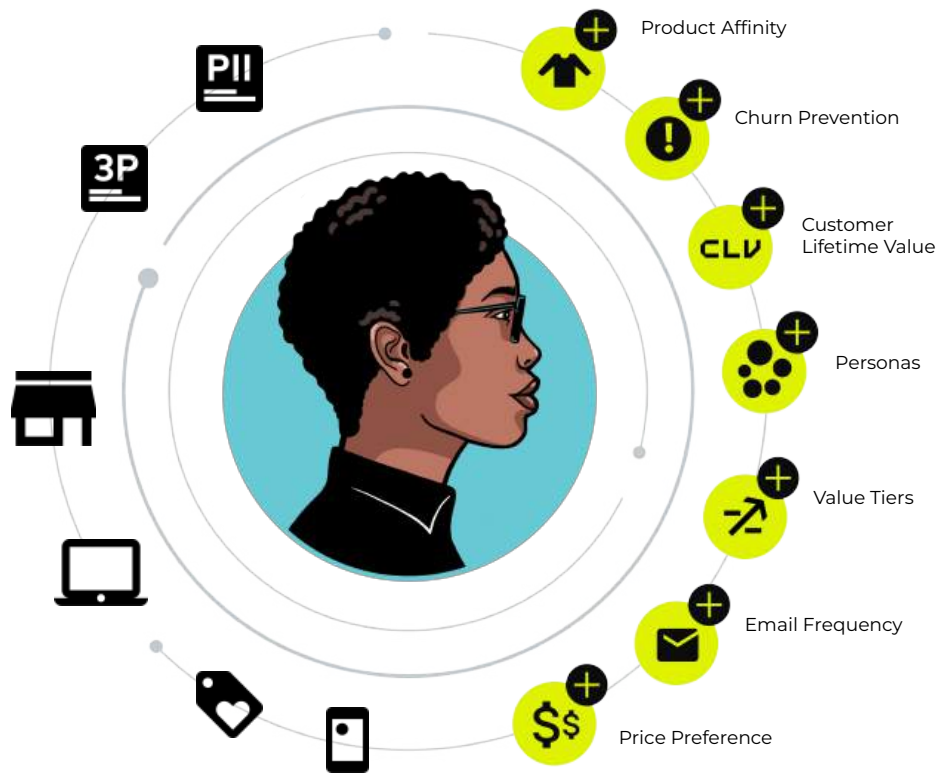 PII
3P
Product Affinity
Churn Prevention
CLV
Customer
Lifetime Value
Personas
Value Tiers
Email Frequency
$$
Price Preference